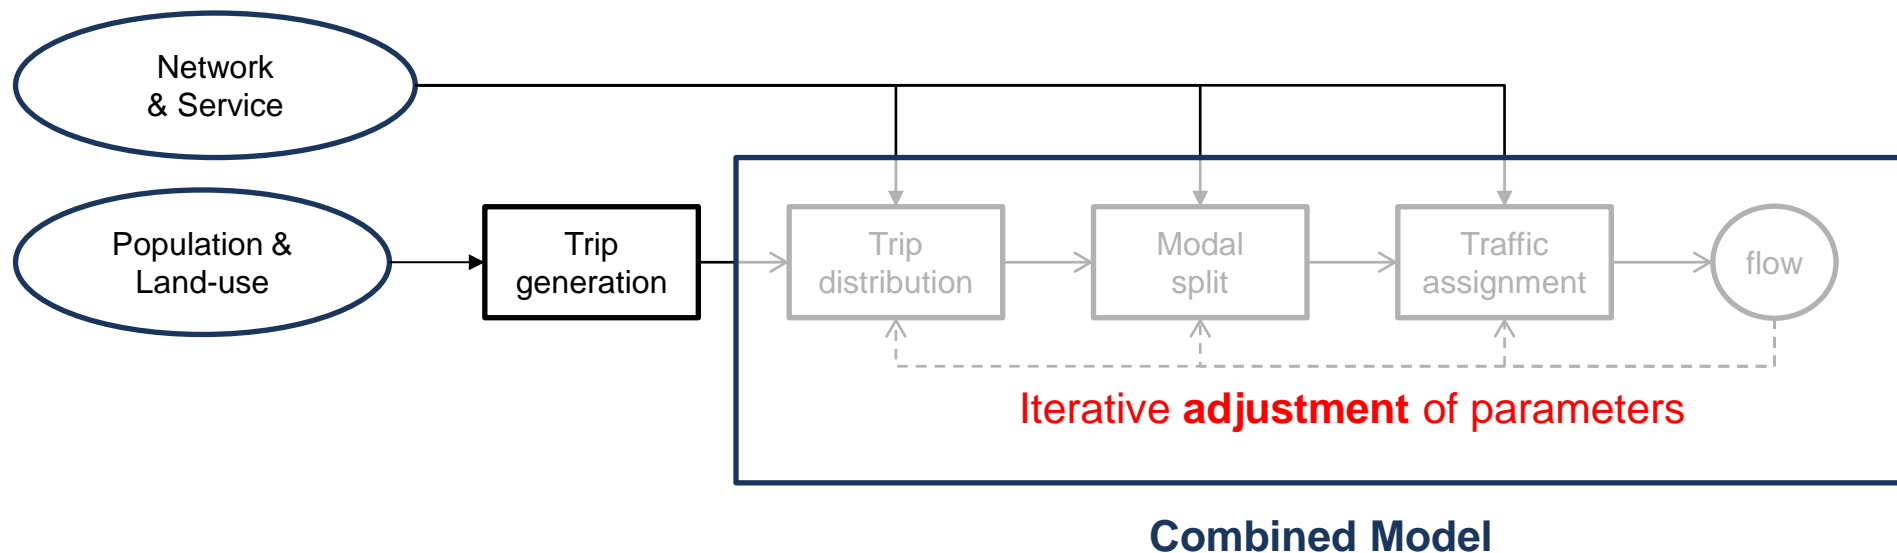 Network
& Service
Population &
Land-use
Trip
generation
Trip
distribution
Modal
split
Traffic
assignment
flow
Iterative adjustment of parameters
Combined Model